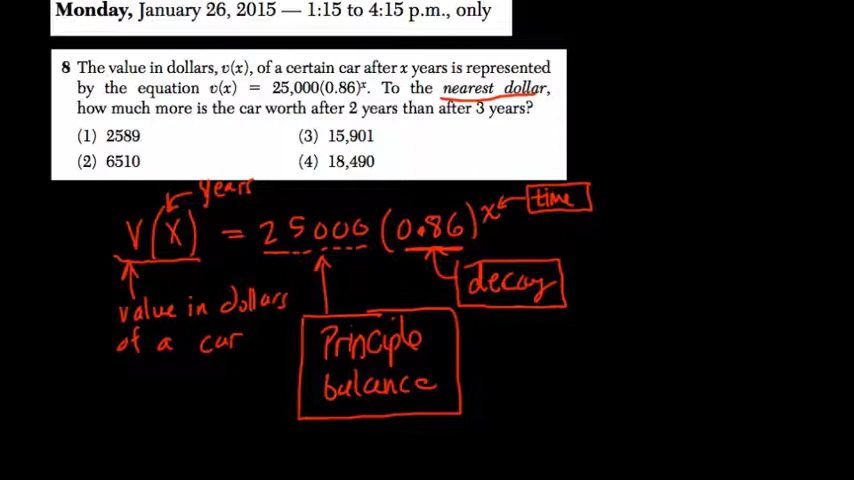 Monday, January 26, 2015 — 1:15 to 4:15 p.m., only
8 The value in dollars, v(x), of a certain car after x years is represented
by the equation v(x) = 25,000(0.86)ˣ. To the nearest dollar,
how much more is the car worth after 2 years than after 3 years?
(1) 2589 (3) 15,901
(2) 6510 (4) 18,490
years
V(X) = 25000(0.86)ˣ time
decay
value in dollars
of a car
Principle
balance